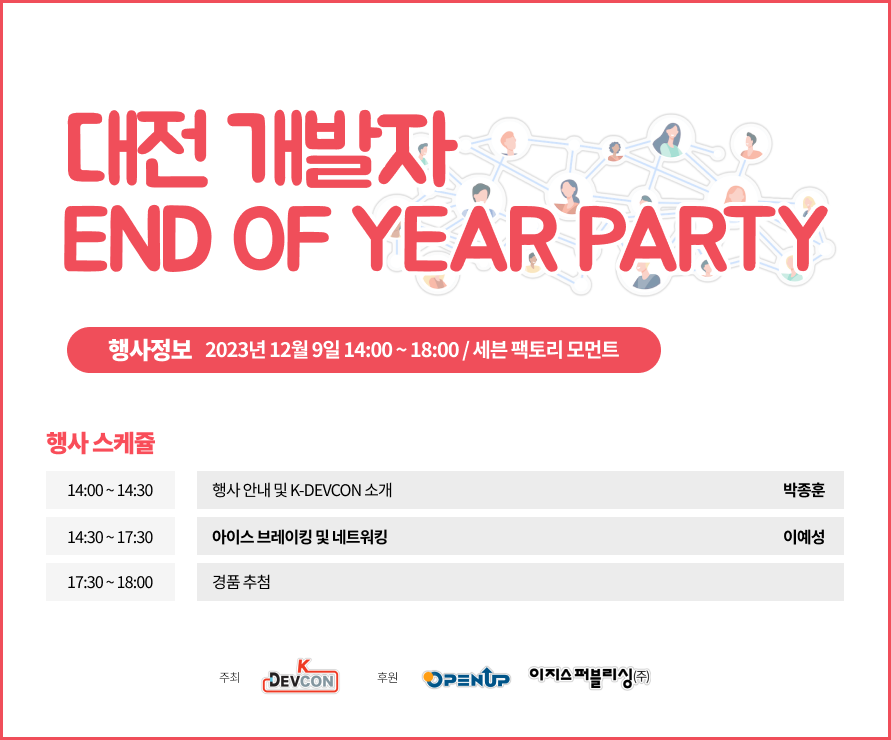 대전 개발자
END OF YEAR PARTY
행사정보 2023년 12월 9일 14:00 ~ 18:00 / 세븐 팩토리 모먼트
행사 스케쥴
14:00 ~ 14:30 행사 안내 및 K-DEVCON 소개 박종훈
14:30 ~ 17:30 아이스 브레이킹 및 네트워킹 이예성
17:30 ~ 18:00 경품 추첨
주최 K DEVCON 후원 OPENUP 이지스퍼블리싱㈜